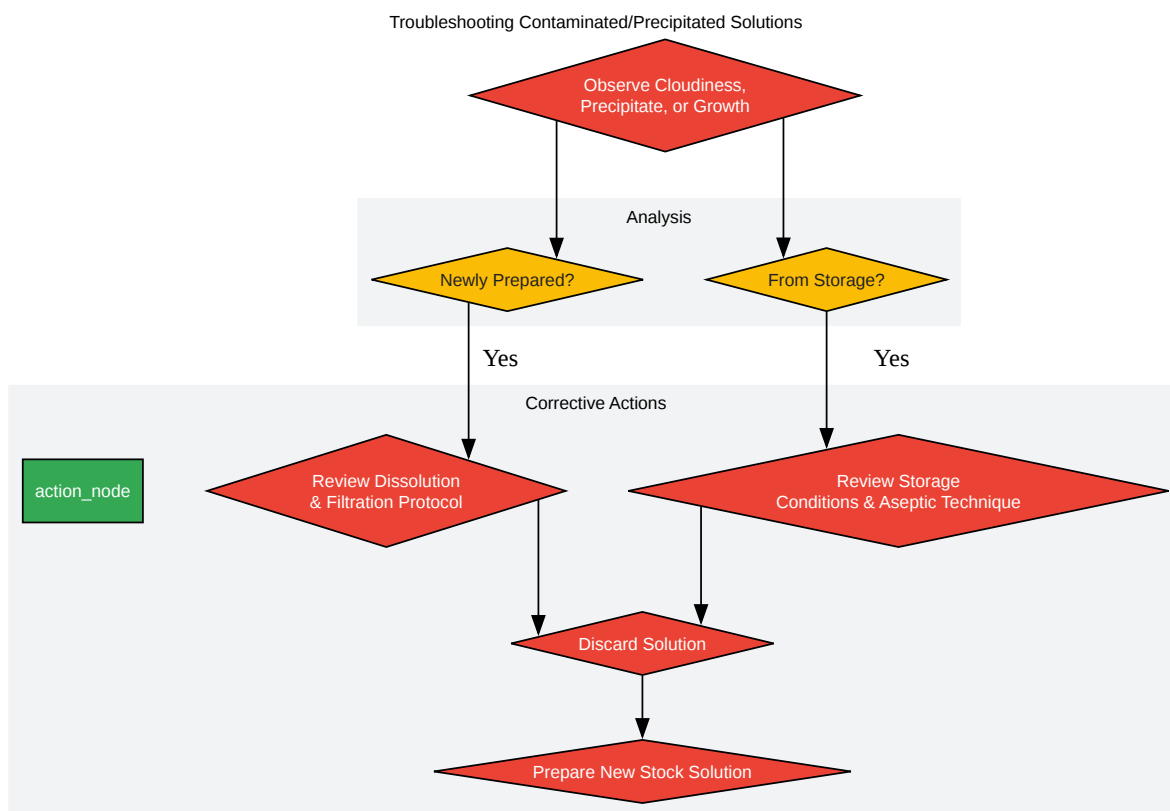 Troubleshooting Contaminated/Precipitated Solutions
Observe Cloudiness,
Precipitate, or Growth
Analysis
Newly Prepared?
From Storage?
Yes
Yes
Corrective Actions
action_node
Review Dissolution
& Filtration Protocol
Review Storage
Conditions & Aseptic Technique
Discard Solution
Prepare New Stock Solution